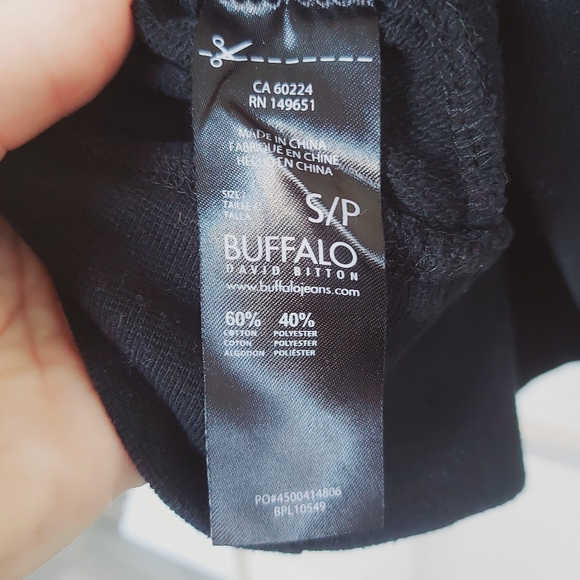 CA 60224
RN 149651
MADE IN CHINA
FABRIQUÉ EN CHINE
HECHO EN CHINA
SIZE
TAILLE
TALLA
S/P
BUFFALO
DAVID BITTON
www.buffalojeans.com
60% 40%
COTTON POLYESTER
COTON POLYESTER
ALGODON POLIÉSTER
PO#4500414806
BPL10549